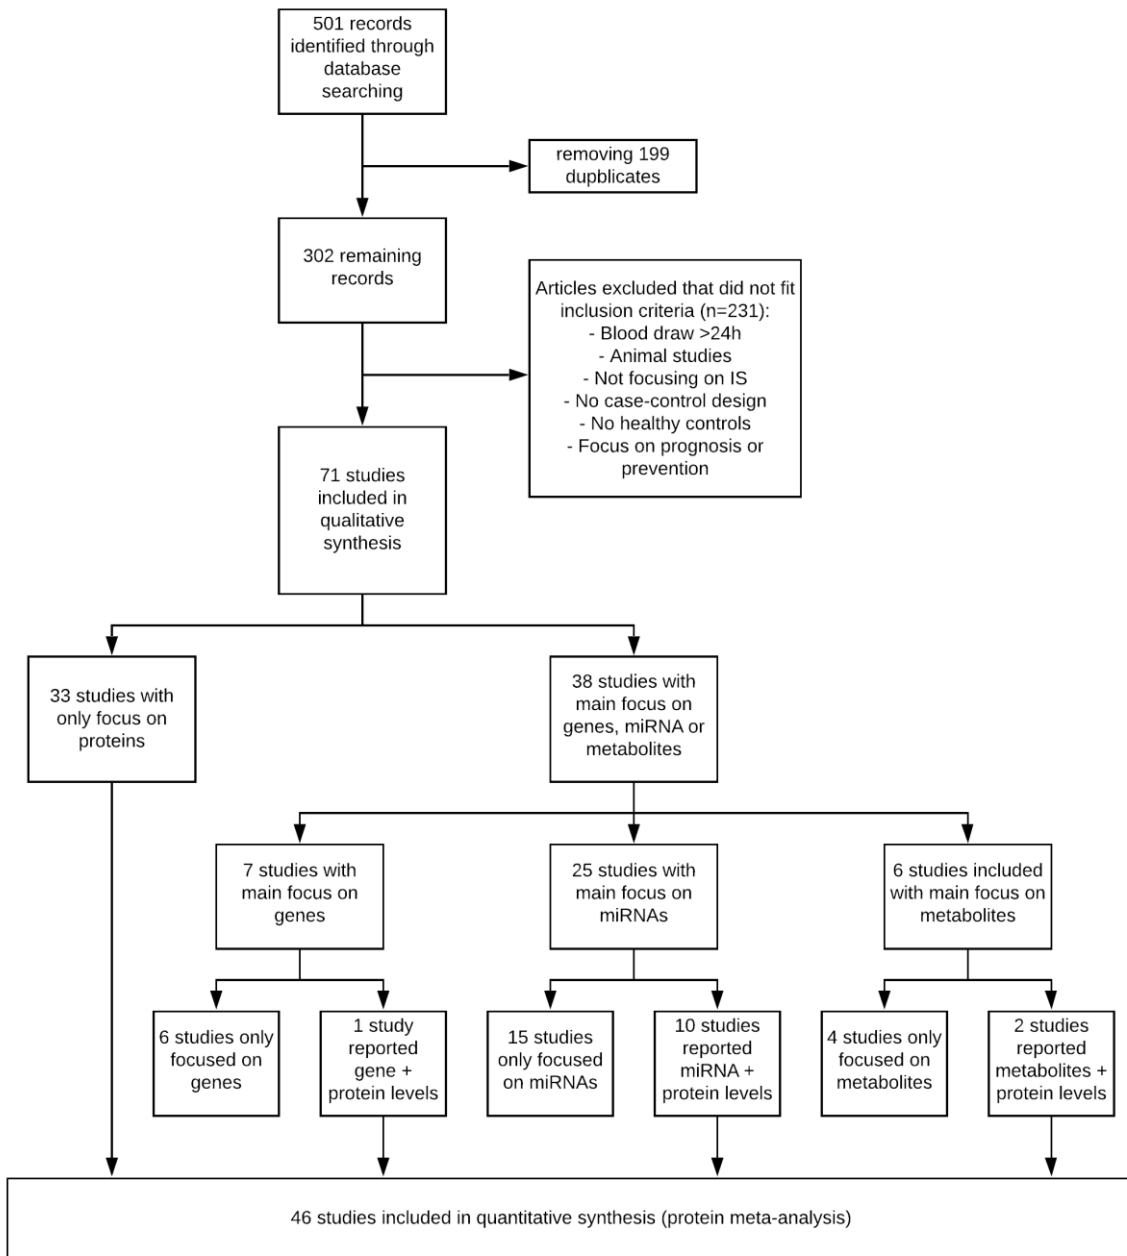 501 records
identified through
database
searching
removing 199
dupblicates
302 remaining
records
Articles excluded that did not fit
inclusion criteria (n=231):
- Blood draw >24h
- Animal studies
- Not focusing on IS
- No case-control design
- No healthy controls
- Focus on prognosis or
prevention
71 studies
included in
qualitative
synthesis
33 studies with
only focus on
proteins
38 studies with
main focus on
genes, miRNA or
metabolites
7 studies with
main focus on
genes
25 studies with
main focus on
miRNAs
6 studies included
with main focus on
metabolites
6 studies only
focused on
genes
1 study
reported
gene +
protein levels
15 studies
only focused
on miRNAs
10 studies
reported
miRNA +
protein levels
4 studies only
focused on
metabolites
2 studies
reported
metabolites +
protein levels
46 studies included in quantitative synthesis (protein meta-analysis)